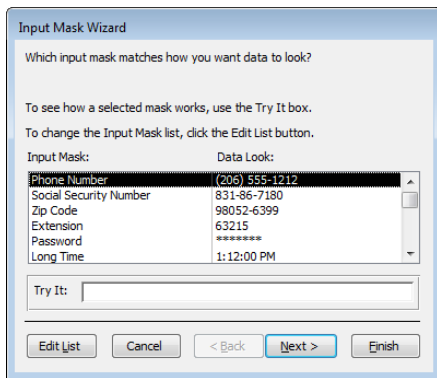 Input Mask Wizard
Which input mask matches how you want data to look?
To see how a selected mask works, use the Try It box.
To change the Input Mask list, click the Edit List button.
Input Mask: Data Look:
Phone Number (206) 555-1212
Social Security Number 831-86-7180
Zip Code 98052-6399
Extension 63215
Password *******
Long Time 1:12:00 PM
Try It:
Edit List Cancel < Back Next > Finish